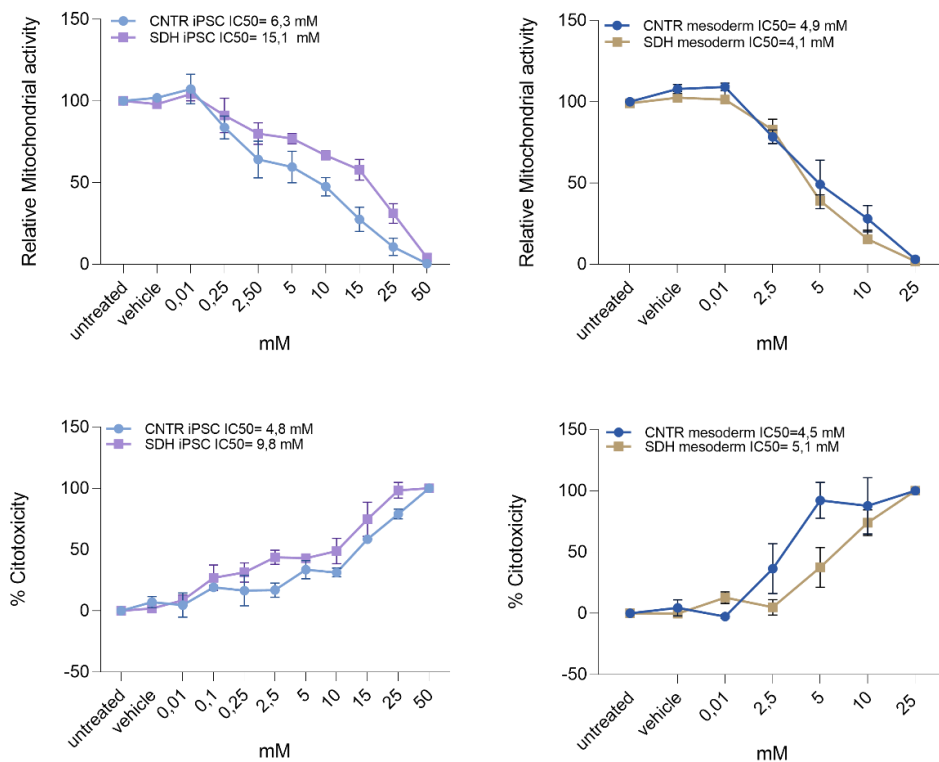 CNTR iPSC IC50= 6,3 mM
SDH iPSC IC50= 15,1 mM
Relative Mitochondrial activity
150
100
50
0
untreated
vehicle
0,01
0,25
2,50
5
10
15
25
50
mM
CNTR mesoderm IC50= 4,9 mM
SDH mesoderm IC50=4,1 mM
Relative Mitochondrial activity
150
100
50
0
untreated
vehicle
0,01
2,5
5
10
25
mM
CNTR iPSC IC50= 4,8 mM
SDH iPSC IC50= 9,8 mM
% Citotoxicity
150
100
50
0
-50
untreated
vehicle
0,01
0,1
0,25
2,5
5
10
15
25
50
mM
CNTR mesoderm IC50=4,5 mM
SDH mesoderm IC50= 5,1 mM
% Citotoxicity
150
100
50
0
-50
untreated
vehicle
0,01
2,5
5
10
25
mM